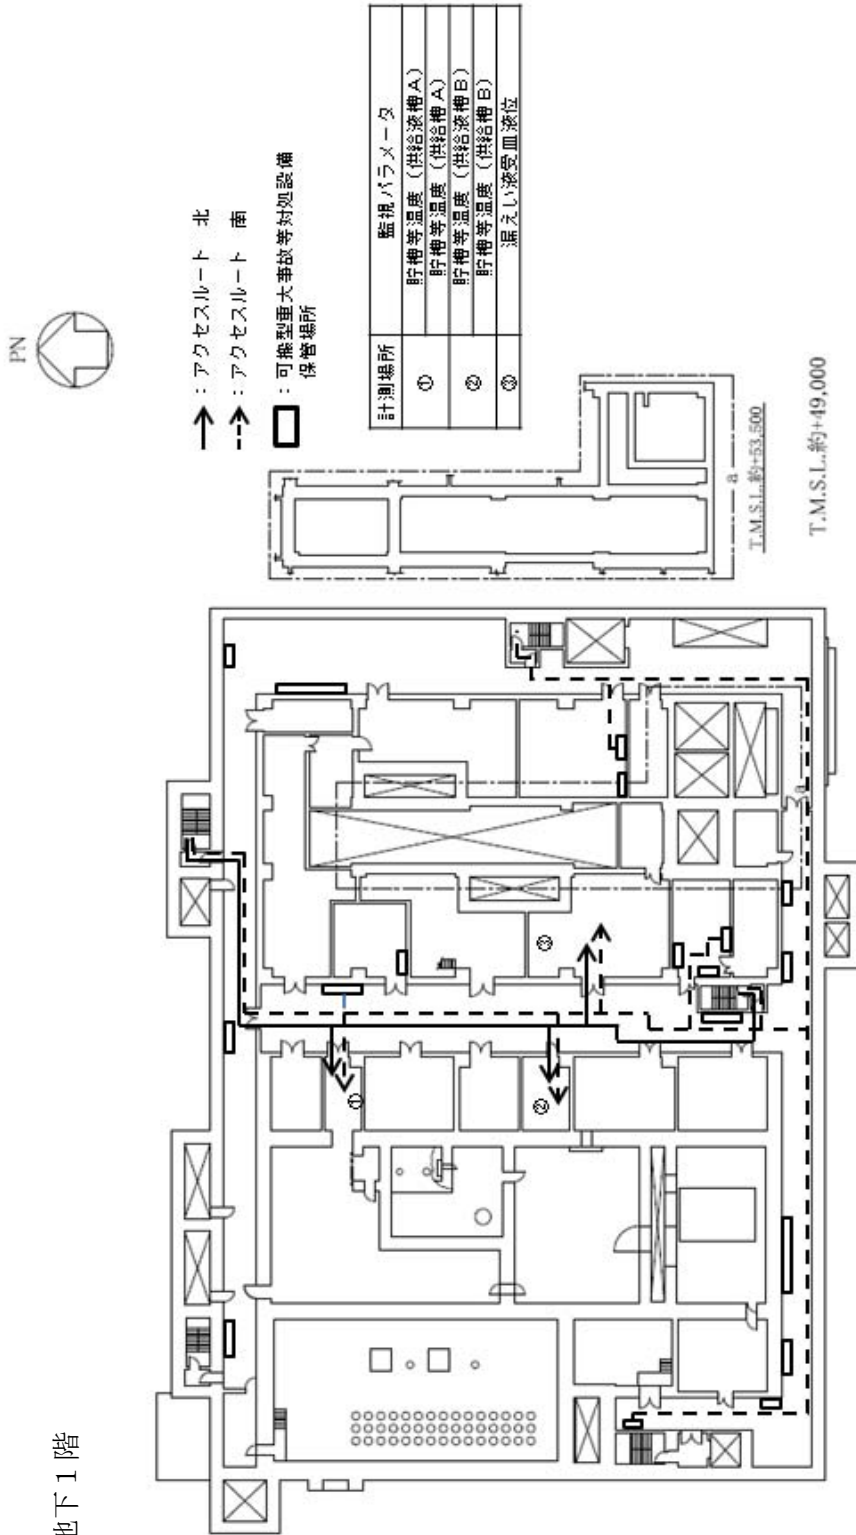 地下1階
PN
：アクセスルート 北
：アクセスルート 南
：可搬型重大事故等対処設備
保管場所
計測場所 監視パラメータ
① 貯槽等温度（供給液槽A）
貯槽等温度（供給槽A）
② 貯槽等温度（供給液槽B）
貯槽等温度（供給槽B）
③ 漏えい液受皿液位
a
T.M.S.L.約+53,500
T.M.S.L.約+49,000
①
②
③
a